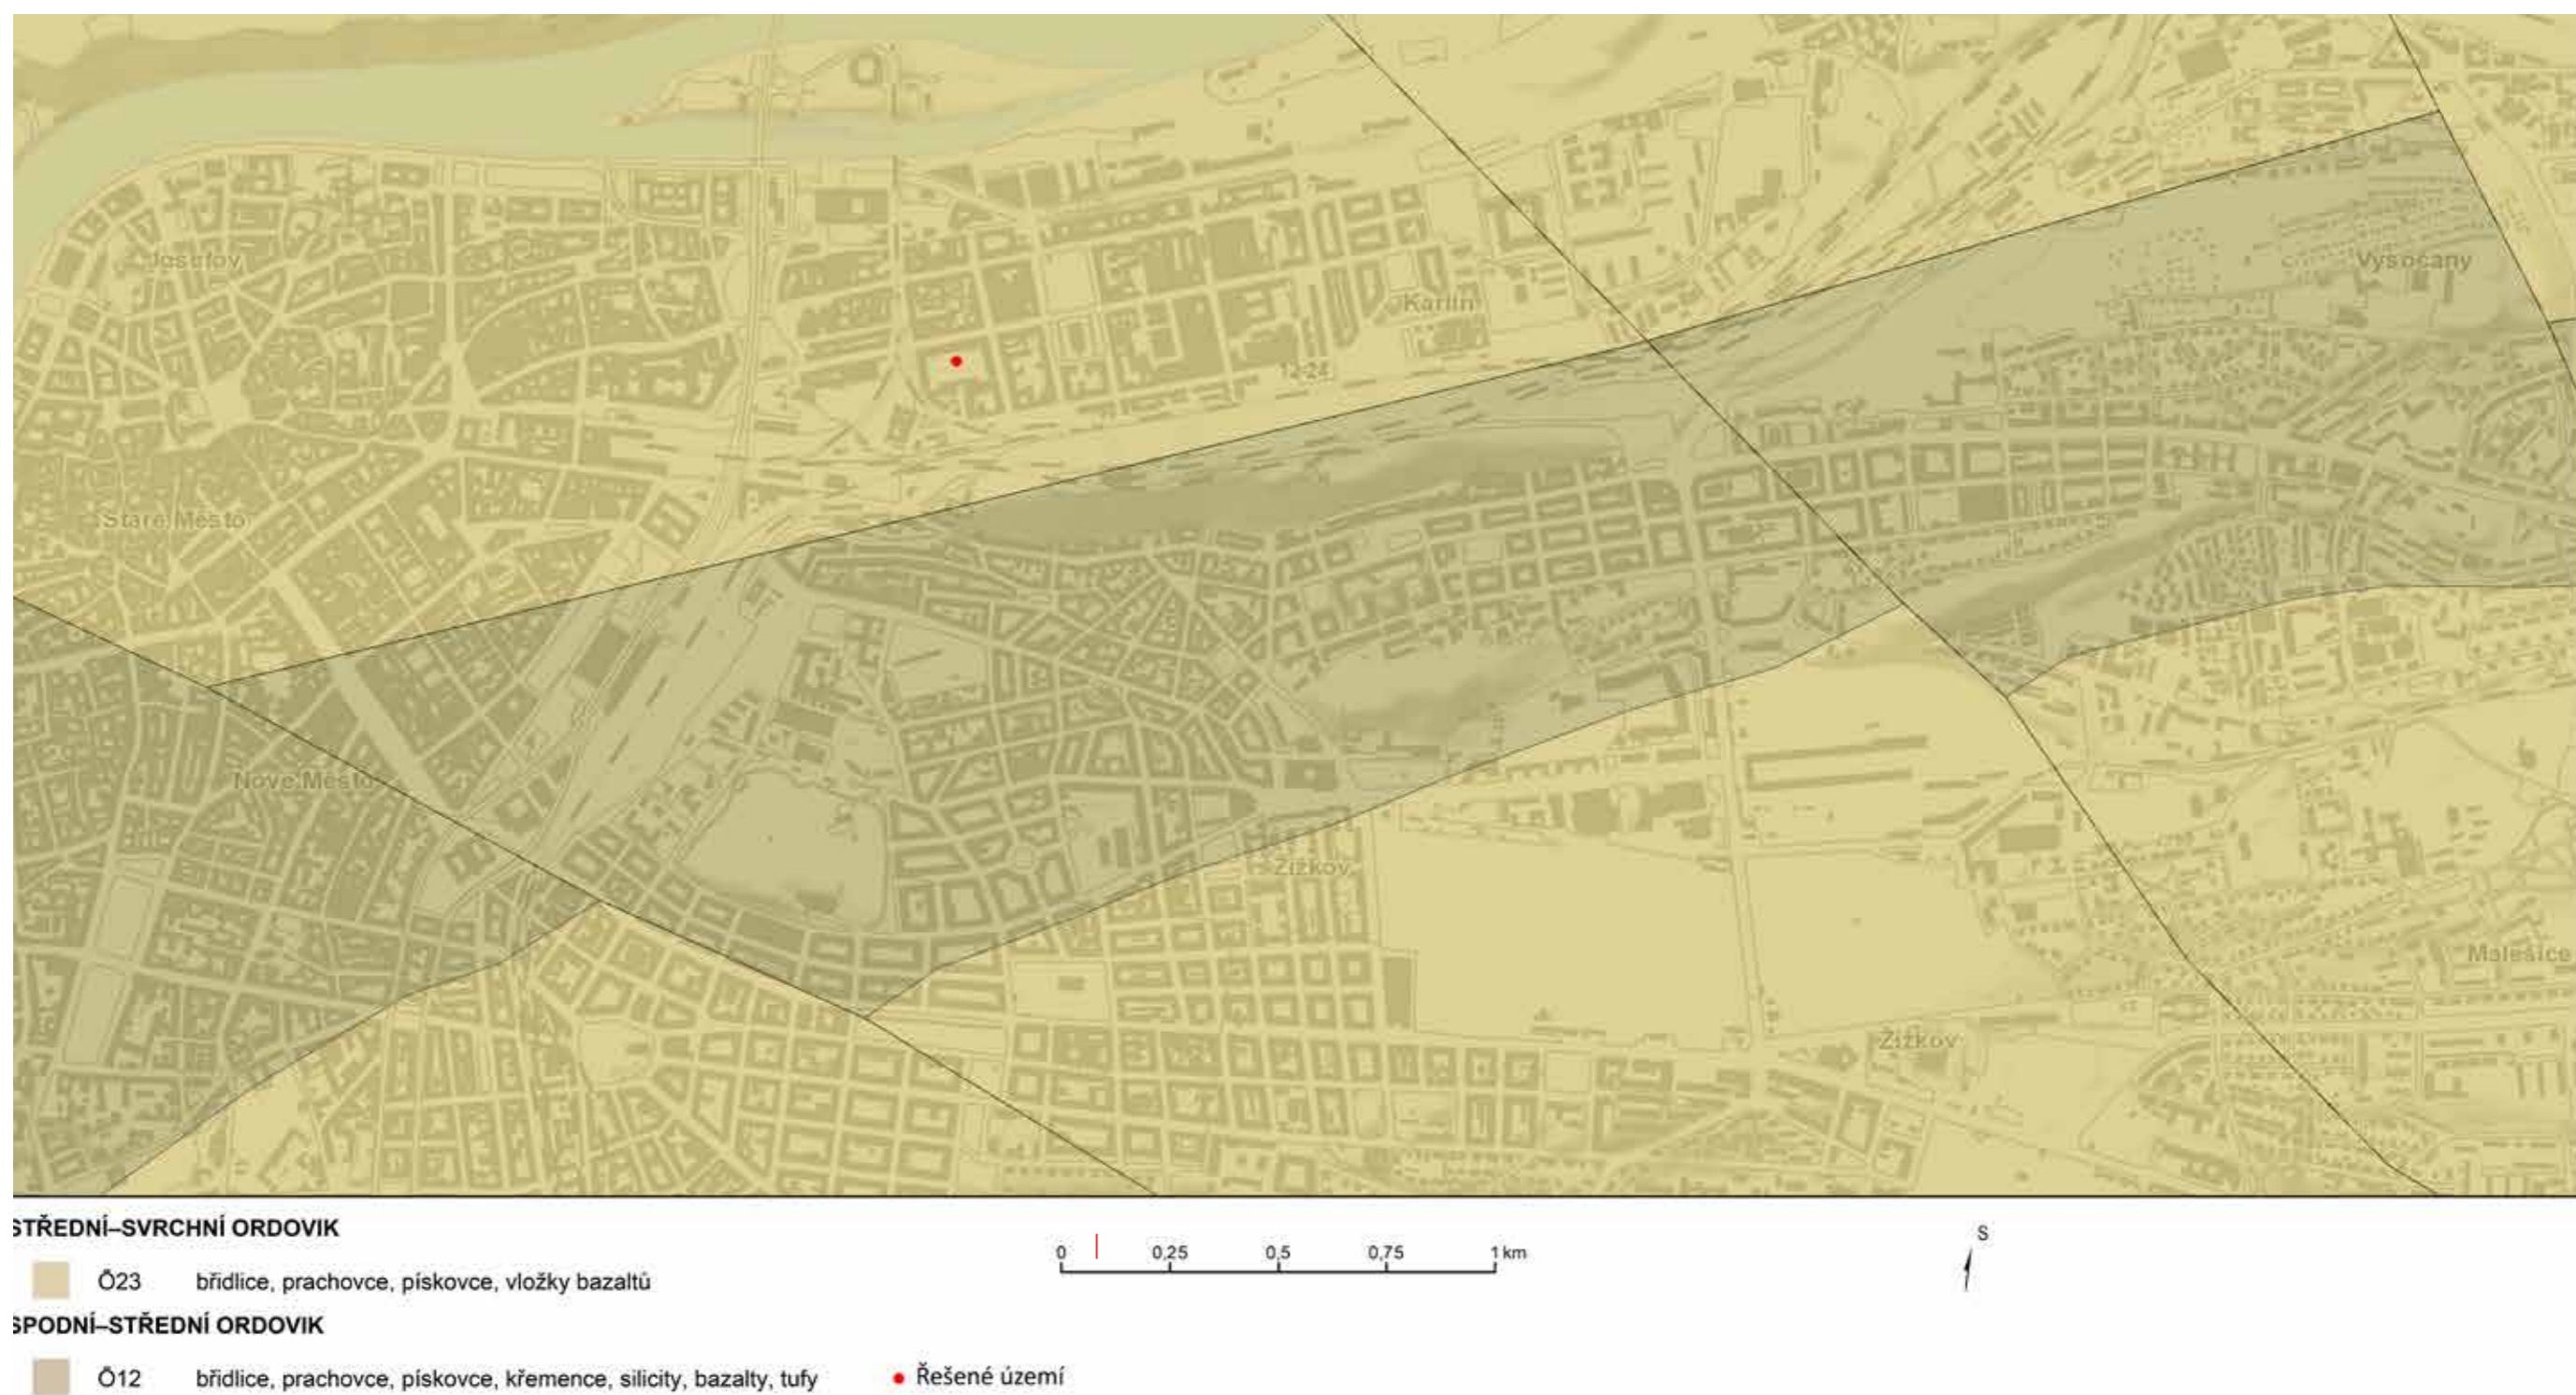 Josefov
Vysočany
Karlín
12-24
Staré Město
Nové Město
Žižkov
Malešice
Žižkov
STŘEDNÍ–SVRCHNÍ ORDOVIK
Ō23 břidlice, prachovce, pískovce, vložky bazaltů
SPODNÍ–STŘEDNÍ ORDOVIK
Ō12 břidlice, prachovce, pískovce, křemence, silicity, bazalty, tufy
0 0,25 0,5 0,75 1 km
S
Řešené území